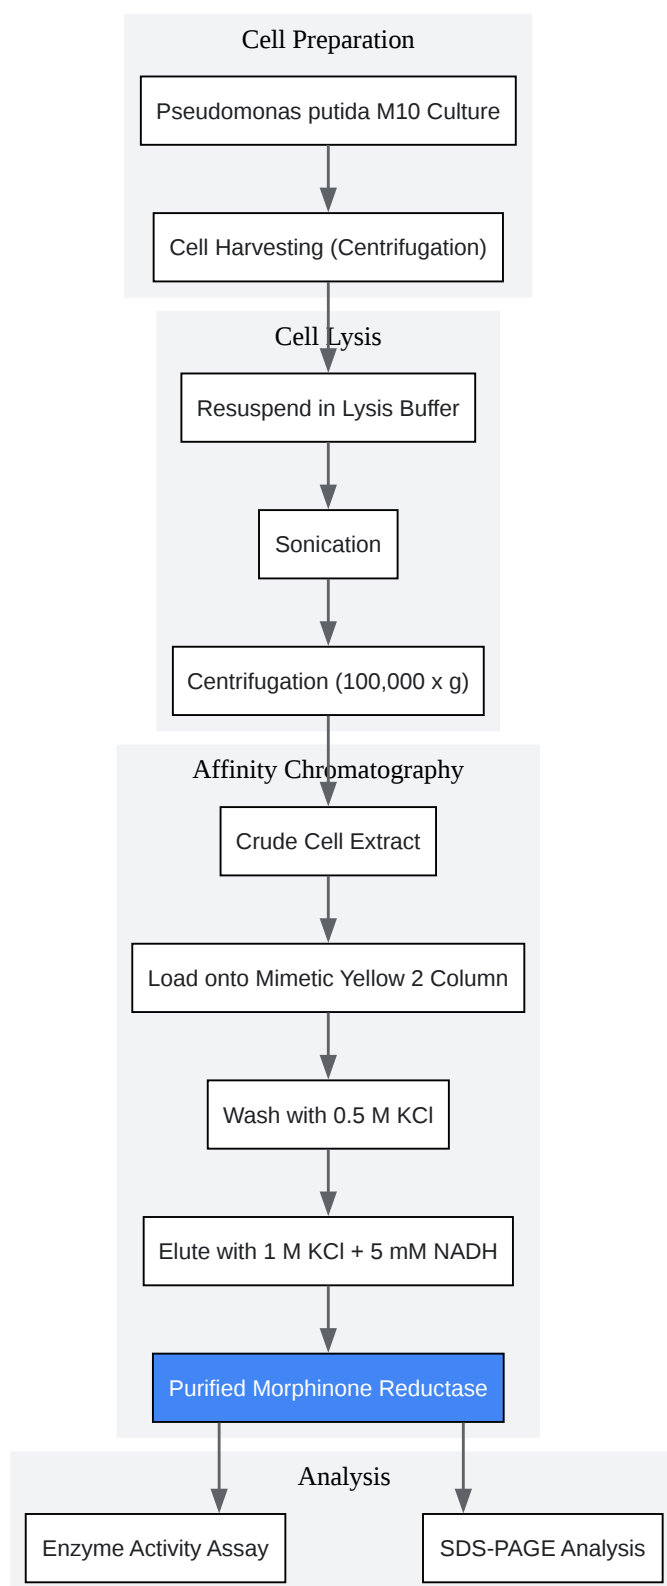 Cell Preparation
Pseudomonas putida M10 Culture
Cell Harvesting (Centrifugation)
Cell Lysis
Resuspend in Lysis Buffer
Sonication
Centrifugation (100,000 x g)
Affinity Chromatography
Crude Cell Extract
Load onto Mimetic Yellow 2 Column
Wash with 0.5 M KCl
Elute with 1 M KCl + 5 mM NADH
Purified Morphinone Reductase
Analysis
Enzyme Activity Assay
SDS-PAGE Analysis